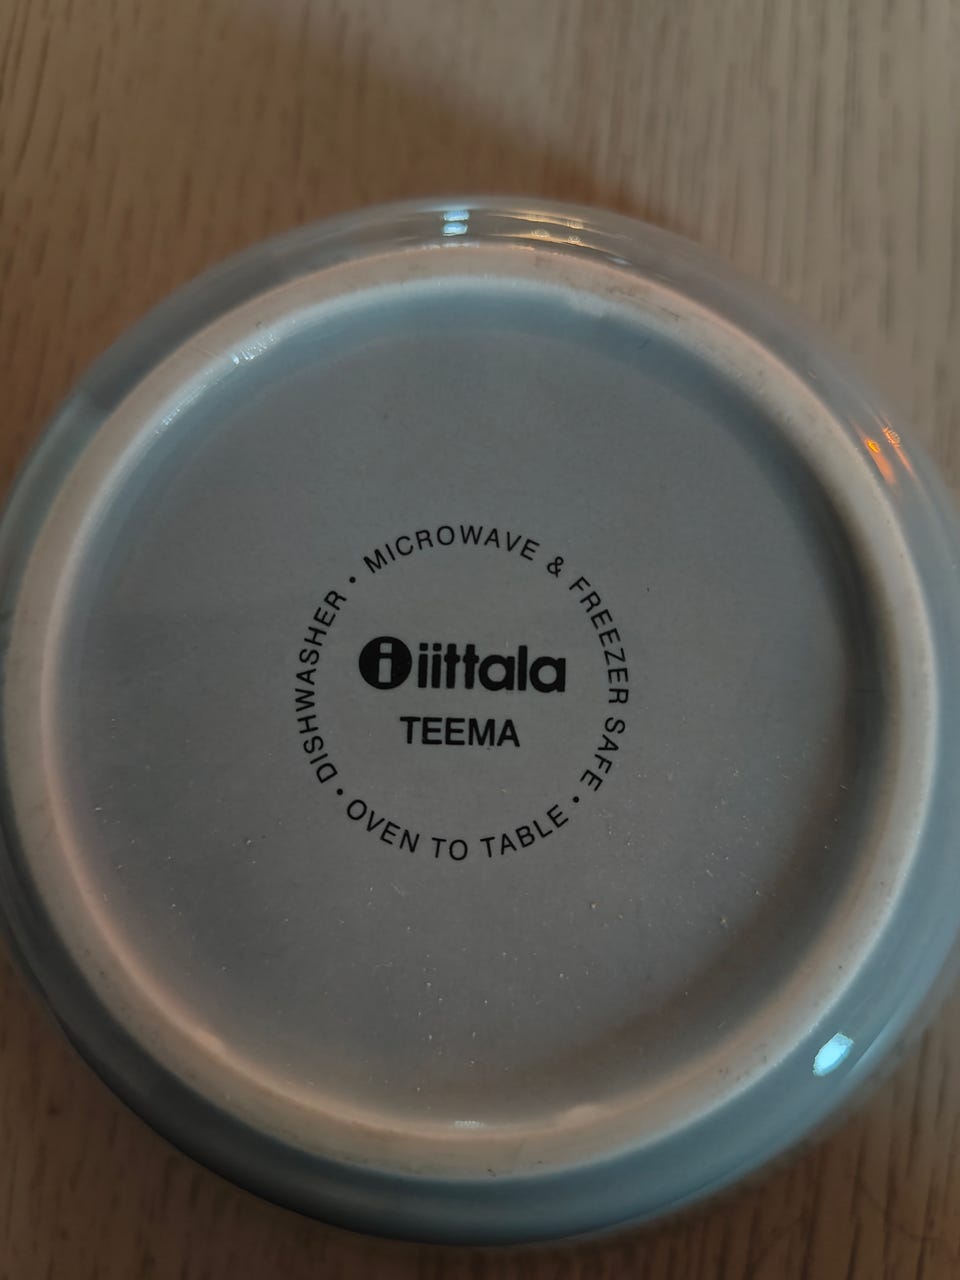 DISHWASHER • MICROWAVE & FREEZER SAFE • OVEN TO TABLE •
i iittala
TEEMA